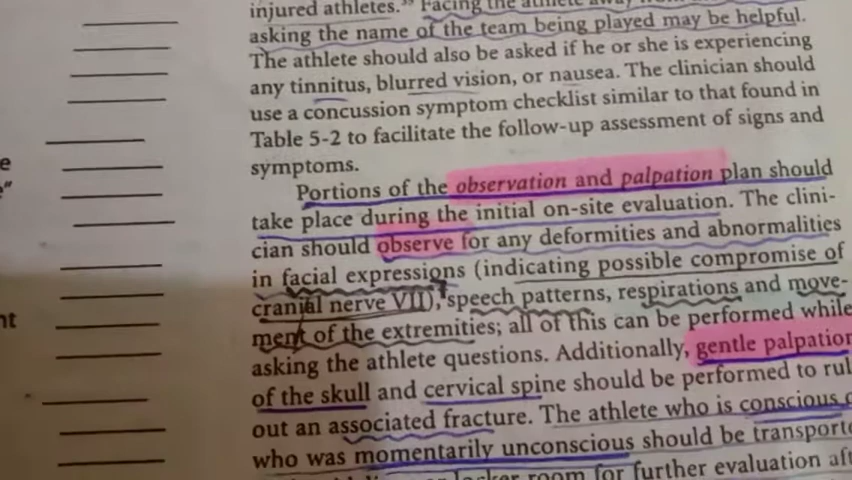 injured athletes.³⁹ Facing the athlete away from
asking the name of the team being played may be helpful.
The athlete should also be asked if he or she is experiencing
any tinnitus, blurred vision, or nausea. The clinician should
use a concussion symptom checklist similar to that found in
Table 5-2 to facilitate the follow-up assessment of signs and
symptoms.
Portions of the observation and palpation plan should
take place during the initial on-site evaluation. The clini-
cian should observe for any deformities and abnormalities
in facial expressions (indicating possible compromise of
cranial nerve VII), speech patterns, respirations and move-
ment of the extremities; all of this can be performed while
asking the athlete questions. Additionally, gentle palpation
of the skull and cervical spine should be performed to rul
out an associated fracture. The athlete who is conscious
who was momentarily unconscious should be transporte
locker room for further evaluation aft
e
"
nt